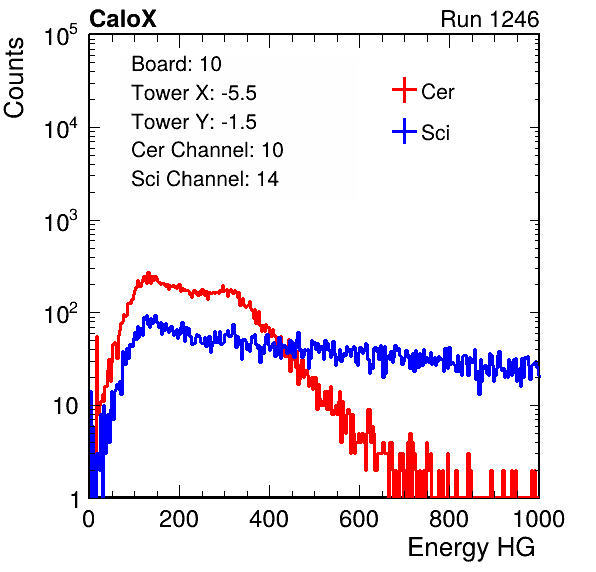 CaloX Run 1246
Counts
10^5
10^4
10^3
10^2
10
1
Board: 10
Tower X: -5.5
Tower Y: -1.5
Cer Channel: 10
Sci Channel: 14
Cer
Sci
0 200 400 600 800 1000
Energy HG